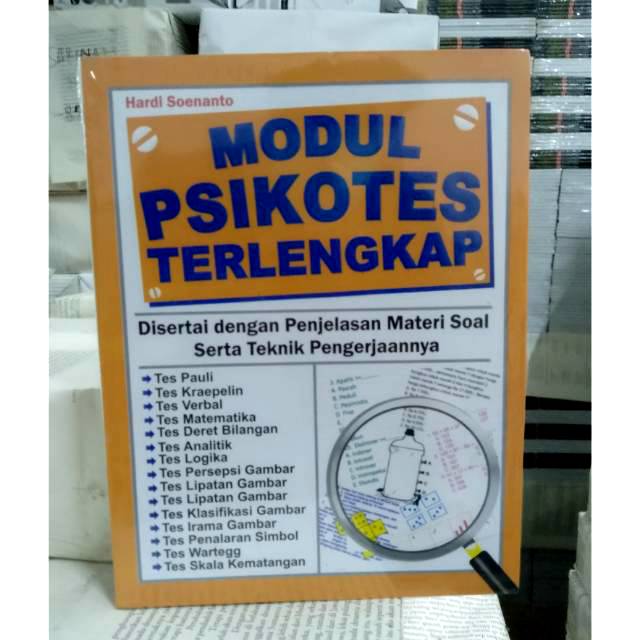 Hardi Soenanto
MODUL
PSIKOTES
TERLENGKAP
Disertai dengan Penjelasan Materi Soal
Serta Teknik Pengerjaannya
Tes Pauli
Tes Kraepelin
Tes Verbal
Tes Matematika
Tes Deret Bilangan
Tes Analitik
Tes Logika
Tes Persepsi Gambar
Tes Lipatan Gambar
Tes Lipatan Gambar
Tes Klasifikasi Gambar
Tes Irama Gambar
Tes Penalaran Simbol
Tes Wartegg
Tes Skala Kematangan